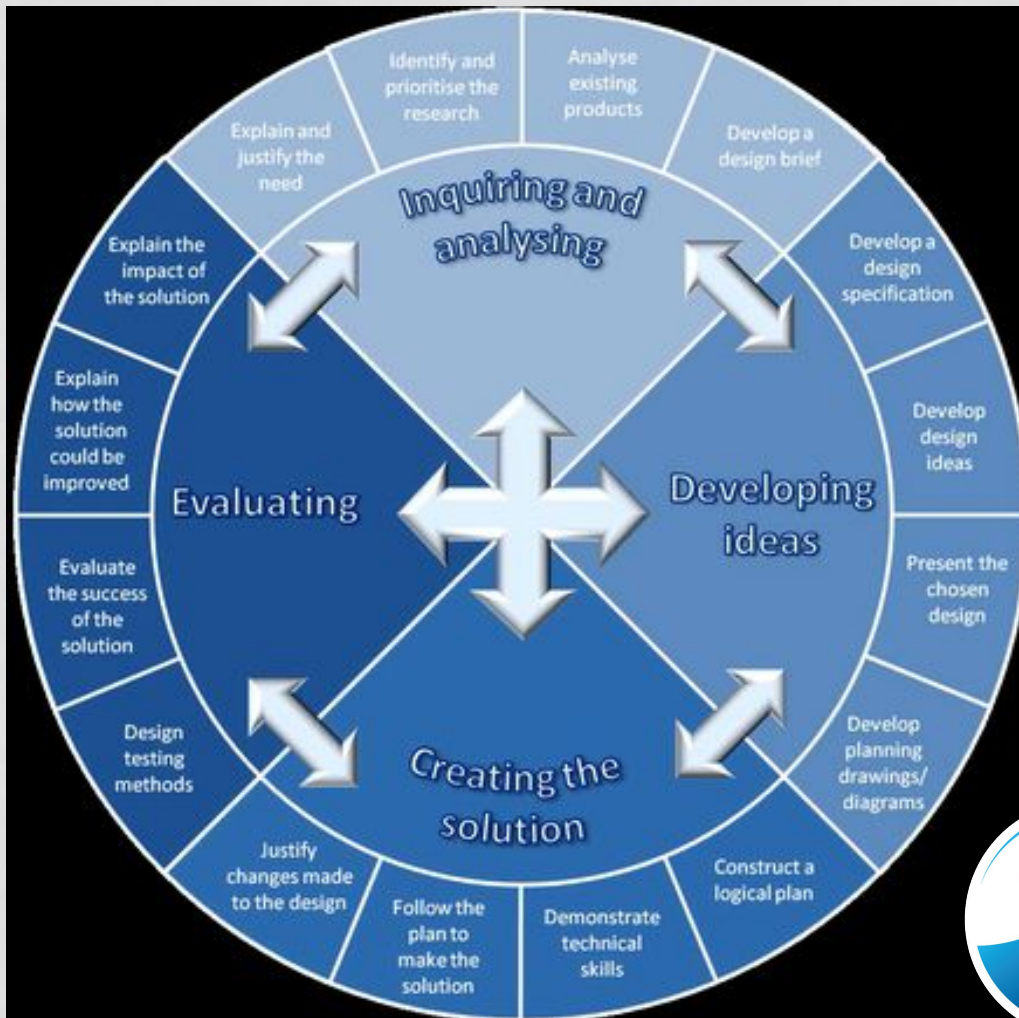 Explain and
justify the
need
Identify and
prioritise the
research
Analyse
existing
products
Develop a
design brief
Inquiring and
analysing
Develop a
design
specification
Develop
design
ideas
Present the
chosen
design
Develop
planning
drawings/
diagrams
Developing
ideas
Construct a
logical plan
Demonstrate
technical
skills
Follow the
plan to
make the
solution
Justify
changes made
to the design
Creating the
solution
Design
testing
methods
Evaluate
the success
of the
solution
Explain
how the
solution
could be
improved
Explain the
impact of
the solution
Evaluating